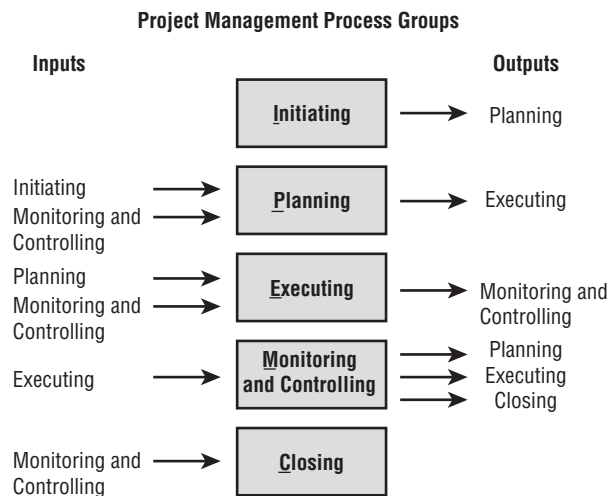 Project Management Process Groups
Inputs
Outputs
Initiating
Planning
Initiating
Monitoring and
Controlling
Planning
Executing
Planning
Monitoring and
Controlling
Executing
Monitoring and
Controlling
Executing
Monitoring
and Controlling
Planning
Executing
Closing
Monitoring and
Controlling
Closing